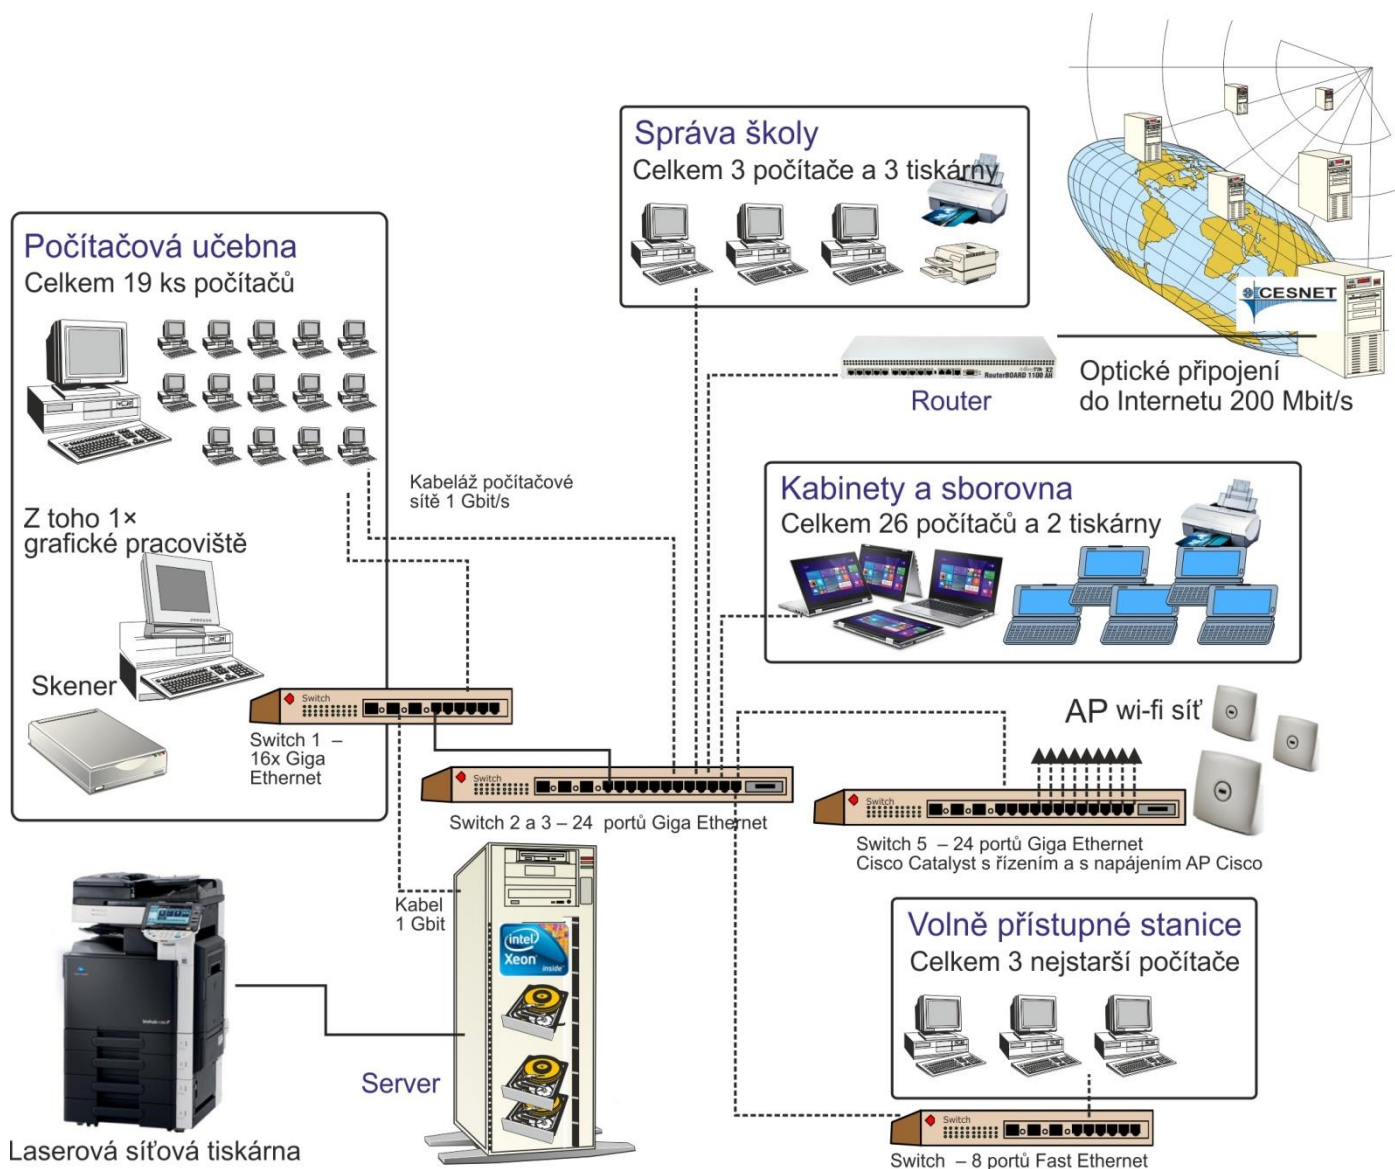 Správa školy
Celkem 3 počítače a 3 tiskárny
Počítačová učebna
Celkem 19 ks počítačů
CESNET
X2
RouterBOARD 1100 AH
Router
Optické připojení
do Internetu 200 Mbit/s
Kabeláž počítačové
sítě 1 Gbit/s
Kabinety a sborovna
Celkem 26 počítačů a 2 tiskárny
Z toho 1×
grafické pracoviště
Skener
Switch
Switch 1 –
16x Giga
Ethernet
AP wi-fi síť
Switch
Switch 2 a 3 – 24 portů Giga Ethernet
Switch
Switch 5 – 24 portů Giga Ethernet
Cisco Catalyst s řízením a s napájením AP Cisco
Kabel
1 Gbit
intel
Xeon
inside
Volně přístupné stanice
Celkem 3 nejstarší počítače
Server
Laserová síťová tiskárna
Switch
Switch – 8 portů Fast Ethernet